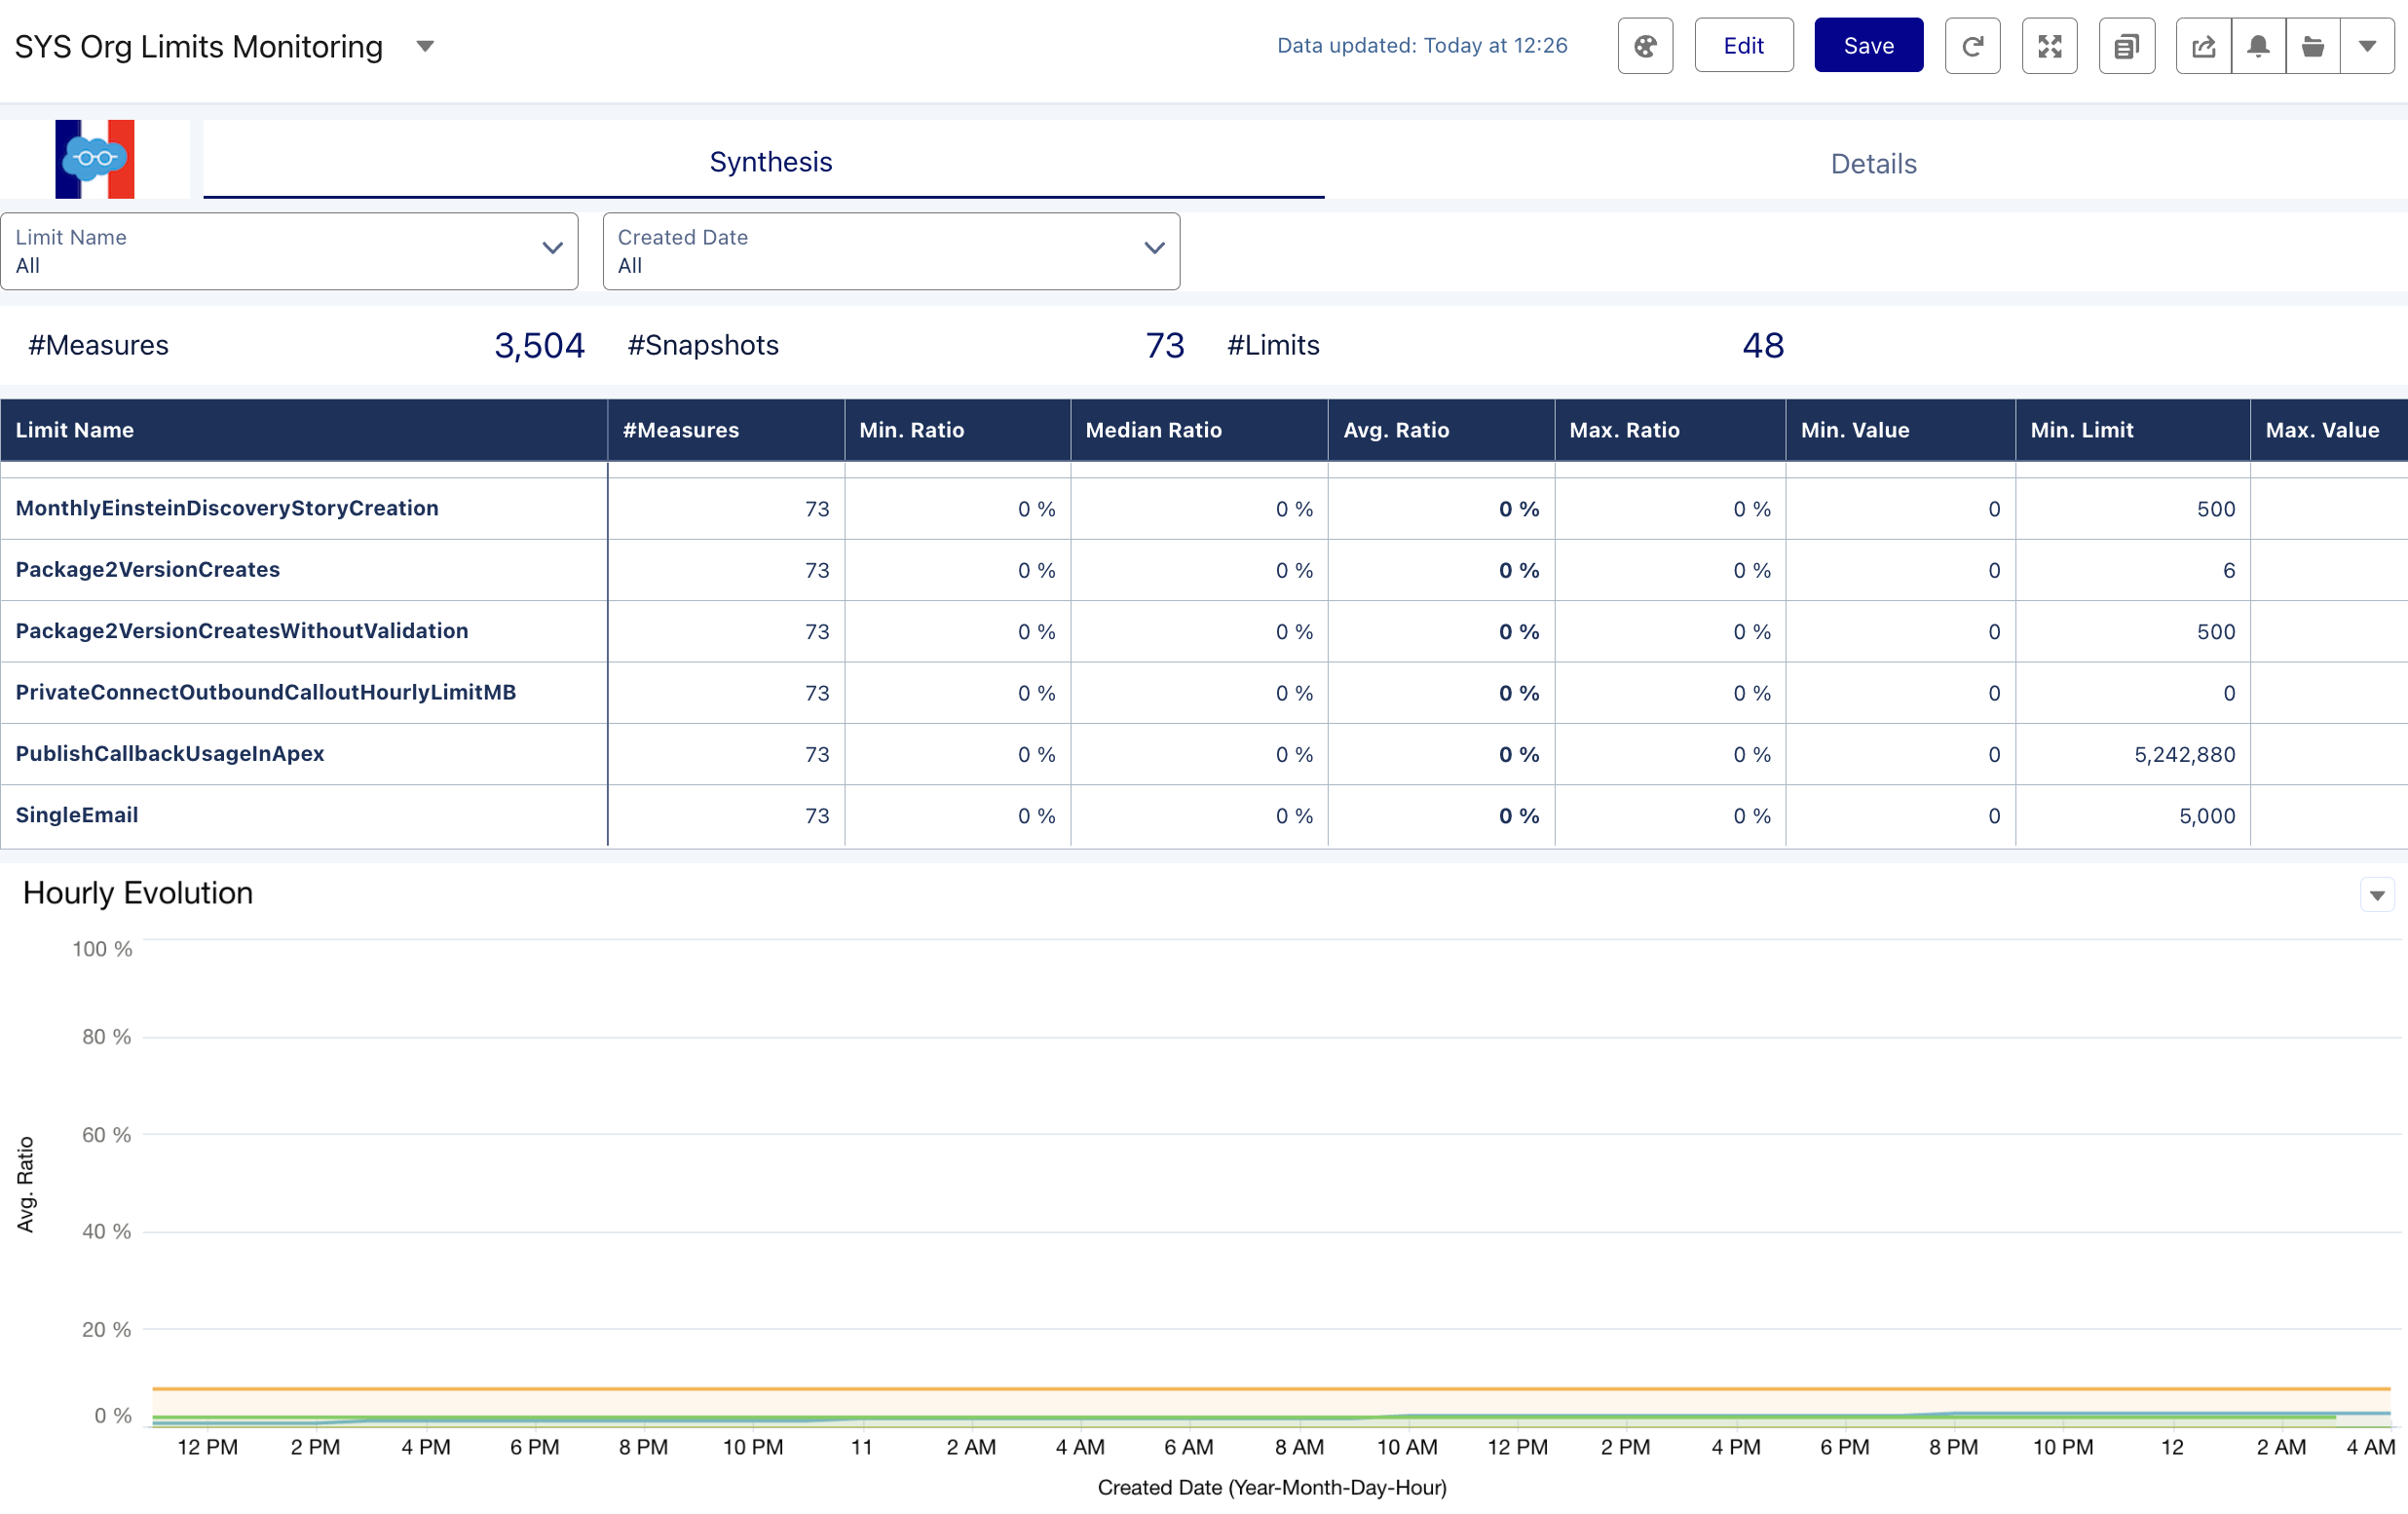 SYS Org Limits Monitoring
Data updated: Today at 12:26
Edit
Save
Synthesis
Details
Limit Name
All
Created Date
All
#Measures 3,504 #Snapshots 73 #Limits 48
Limit Name #Measures Min. Ratio Median Ratio Avg. Ratio Max. Ratio Min. Value Min. Limit Max. Value
MonthlyEinsteinDiscoveryStoryCreation 73 0 % 0 % 0 % 0 % 0 500
Package2VersionCreates 73 0 % 0 % 0 % 0 % 0 6
Package2VersionCreatesWithoutValidation 73 0 % 0 % 0 % 0 % 0 500
PrivateConnectOutboundCalloutHourlyLimitMB 73 0 % 0 % 0 % 0 % 0 0
PublishCallbackUsageInApex 73 0 % 0 % 0 % 0 % 0 5,242,880
SingleEmail 73 0 % 0 % 0 % 0 % 0 5,000
Hourly Evolution
100 %
80 %
60 %
40 %
20 %
0 %
Avg. Ratio
12 PM 2 PM 4 PM 6 PM 8 PM 10 PM 11 2 AM 4 AM 6 AM 8 AM 10 AM 12 PM 2 PM 4 PM 6 PM 8 PM 10 PM 12 2 AM 4 AM
Created Date (Year-Month-Day-Hour)